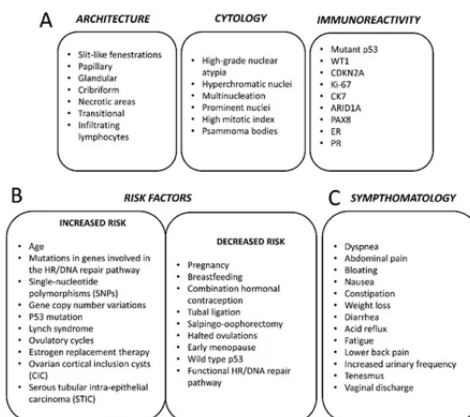 A
ARCHITECTURE
• Slit-like fenestrations
• Papillary
• Glandular
• Cribriform
• Necrotic areas
• Transitional
• Infiltrating
lymphocytes
CYTOLOGY
• High-grade nuclear
atypia
• Hyperchromatic nuclei
• Multinucleation
• Prominent nuclei
• High mitotic index
• Psammoma bodies
IMMUNOREACTIVITY
• Mutant p53
• WT1
• CDKN2A
• Ki-67
• CK7
• ARID1A
• PAX8
• ER
• PR
B
RISK FACTORS
INCREASED RISK
• Age
• Mutations in genes involved in
the HR/DNA repair pathway
• Single-nucleotide
polymorphisms (SNPs)
• Gene copy number variations
• P53 mutation
• Lynch syndrome
• Ovulatory cycles
• Estrogen replacement therapy
• Ovarian cortical inclusion cysts
(CIC)
• Serous tubular intra-epithelial
carcinoma (STIC)
DECREASED RISK
• Pregnancy
• Breastfeeding
• Combination hormonal
contraception
• Tubal ligation
• Salpingo-oophorectomy
• Halted ovulations
• Early menopause
• Wild type p53
• Functional HR/DNA repair
pathway
C
SYMPTHOMATOLOGY
• Dyspnea
• Abdominal pain
• Bloating
• Nausea
• Constipation
• Weight loss
• Diarrhea
• Acid reflux
• Fatigue
• Lower back pain
• Increased urinary frequency
• Tenesmus
• Vaginal discharge